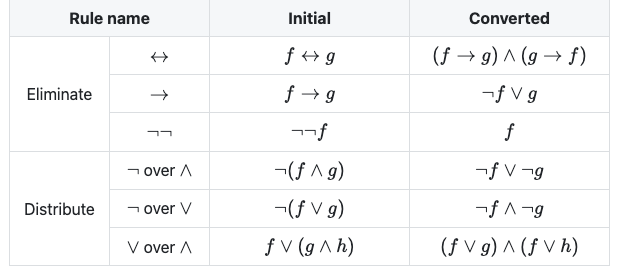 Rule name Initial Converted
↔ f ↔ g (f → g) ∧ (g → f)
Eliminate → f → g ¬f ∨ g
¬¬ ¬¬f f
¬ over ∧ ¬(f ∧ g) ¬f ∨ ¬g
Distribute ¬ over ∨ ¬(f ∨ g) ¬f ∧ ¬g
∨ over ∧ f ∨ (g ∧ h) (f ∨ g) ∧ (f ∨ h)